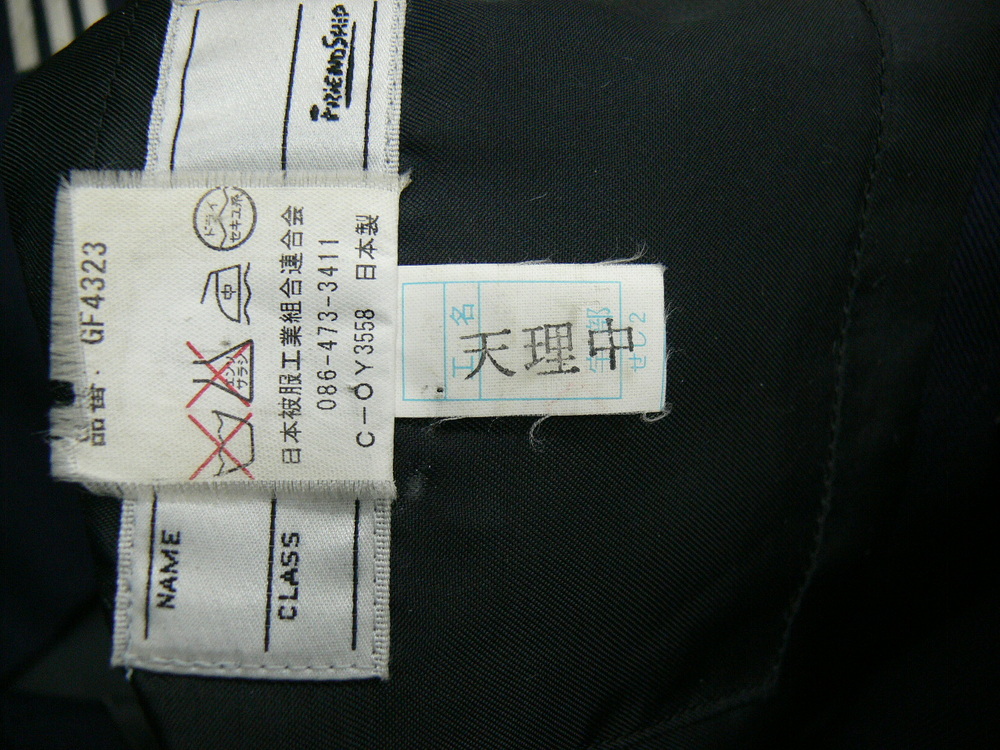 FRIENDSHIP
NAME
CLASS
品番. GF4323
ドライ
セキユ系
中
エンソ
サラシ
日本被服工業組合連合会
086-473-3411
C-OY3558 日本製
天理中
工
名
せし2